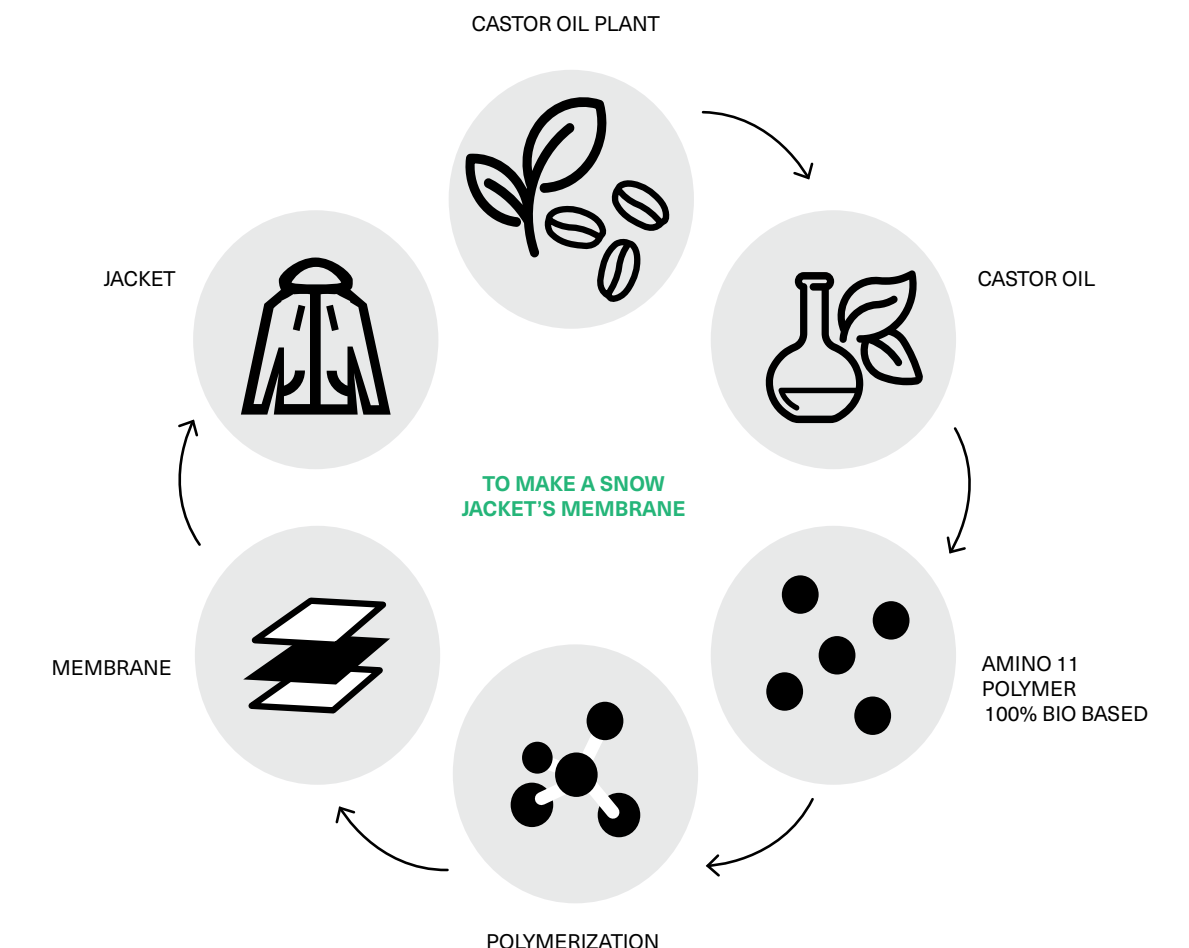 CASTOR OIL PLANT
JACKET
CASTOR OIL
TO MAKE A SNOW
JACKET'S MEMBRANE
MEMBRANE
AMINO 11
POLYMER
100% BIO BASED
POLYMERIZATION